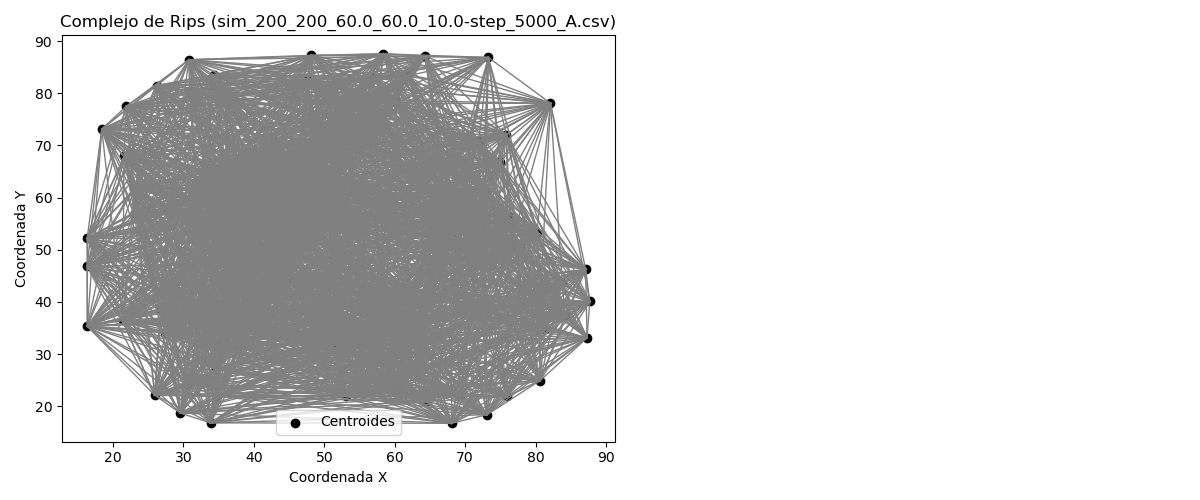 Complejo de Rips (sim_200_200_60.0_60.0_10.0-step_5000_A.csv)
90
80
70
60
50
40
30
20
Coordenada Y
Centroides
20 30 40 50 60 70 80 90
Coordenada X